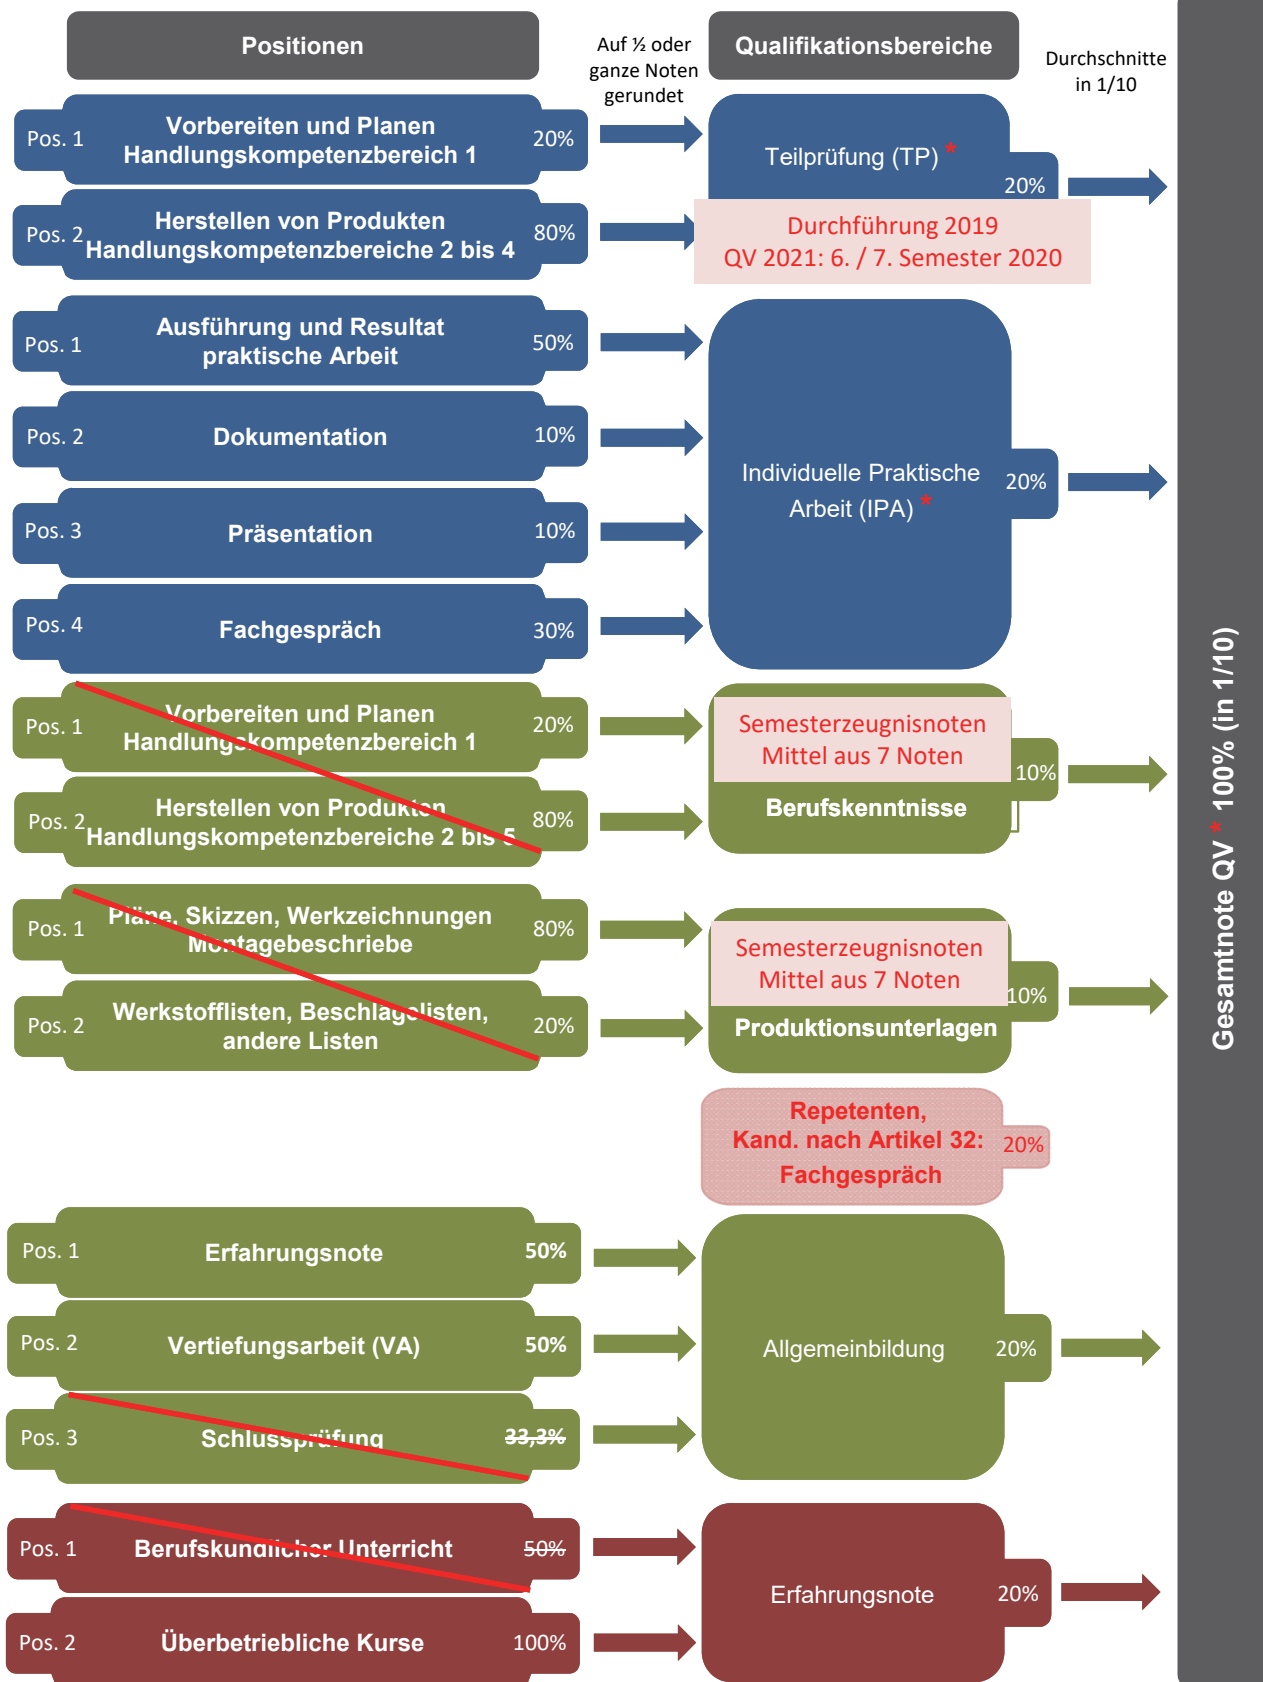 Positionen
Auf ½ oder
ganze Noten
gerundet
Qualifikationsbereiche
Durchschnitte
in 1/10
Pos. 1
Vorbereiten und Planen
Handlungskompetenzbereich 1
20%
Teilprüfung (TP) *
20%
Pos. 2
Herstellen von Produkten
Handlungskompetenzbereiche 2 bis 4
80%
Durchführung 2019
QV 2021: 6. / 7. Semester 2020
Pos. 1
Ausführung und Resultat
praktische Arbeit
50%
Pos. 2
Dokumentation
10%
Individuelle Praktische
Arbeit (IPA) *
20%
Pos. 3
Präsentation
10%
Pos. 4
Fachgespräch
30%
Pos. 1
Vorbereiten und Planen
Handlungskompetenzbereich 1
20%
Semesterzeugnisnoten
Mittel aus 7 Noten
10%
Berufskenntnisse
Pos. 2
Herstellen von Produkten
Handlungskompetenzbereiche 2 bis 5
80%
Pos. 1
Pläne, Skizzen, Werkzeichnungen
Montagebeschriebe
80%
Semesterzeugnisnoten
Mittel aus 7 Noten
10%
Produktionsunterlagen
Pos. 2
Werkstofflisten, Beschlägelisten,
andere Listen
20%
Repetenten,
Kand. nach Artikel 32:
Fachgespräch
20%
Pos. 1
Erfahrungsnote
50%
Pos. 2
Vertiefungsarbeit (VA)
50%
Allgemeinbildung
20%
Pos. 3
Schlussprüfung
33,3%
Pos. 1
Berufskundlicher Unterricht
50%
Erfahrungsnote
20%
Pos. 2
Überbetriebliche Kurse
100%
Gesamtnote QV * 100% (in 1/10)